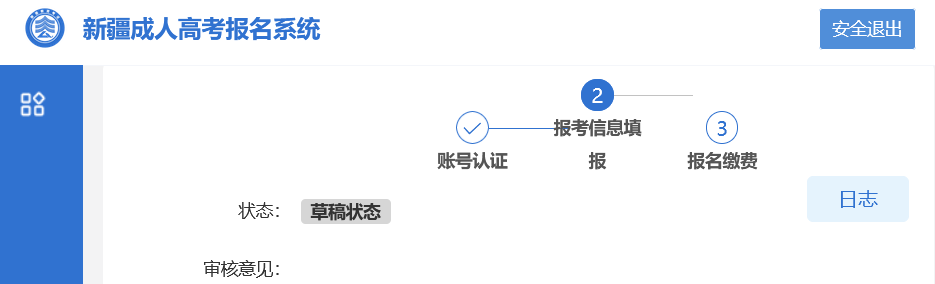 新疆成人高考报名系统
安全退出
2
3
账号认证
报考信息填
报
报名缴费
日志
状态：
草稿状态
审核意见：